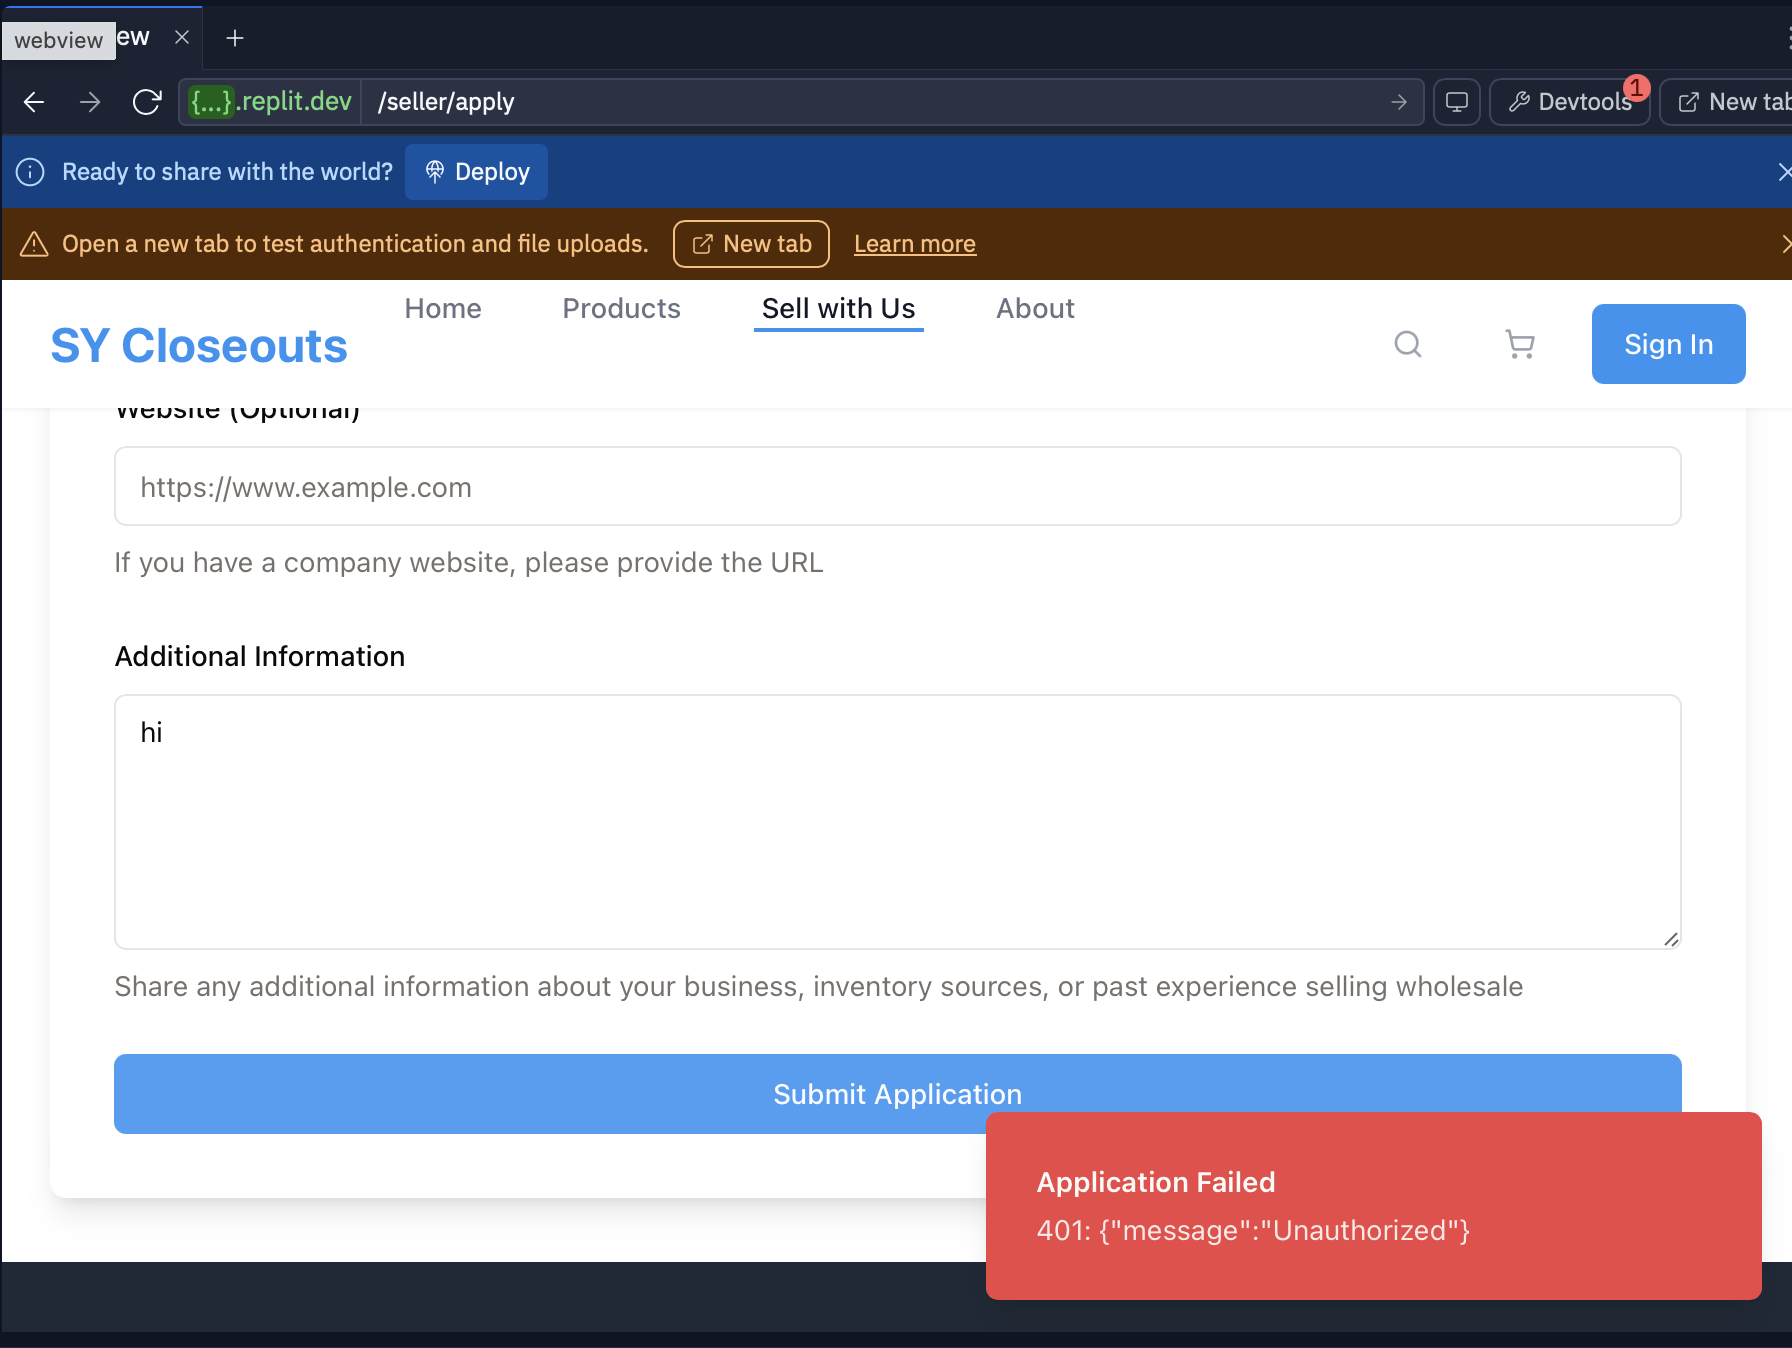 webview
ew
{...}.replit.dev /seller/apply
Devtools 1
New tab
Ready to share with the world? Deploy
Open a new tab to test authentication and file uploads. New tab Learn more
SY Closeouts
Home Products Sell with Us About
Sign In
Website (Optional)
https://www.example.com
If you have a company website, please provide the URL
Additional Information
hi
Share any additional information about your business, inventory sources, or past experience selling wholesale
Submit Application
Application Failed
401: {"message":"Unauthorized"}